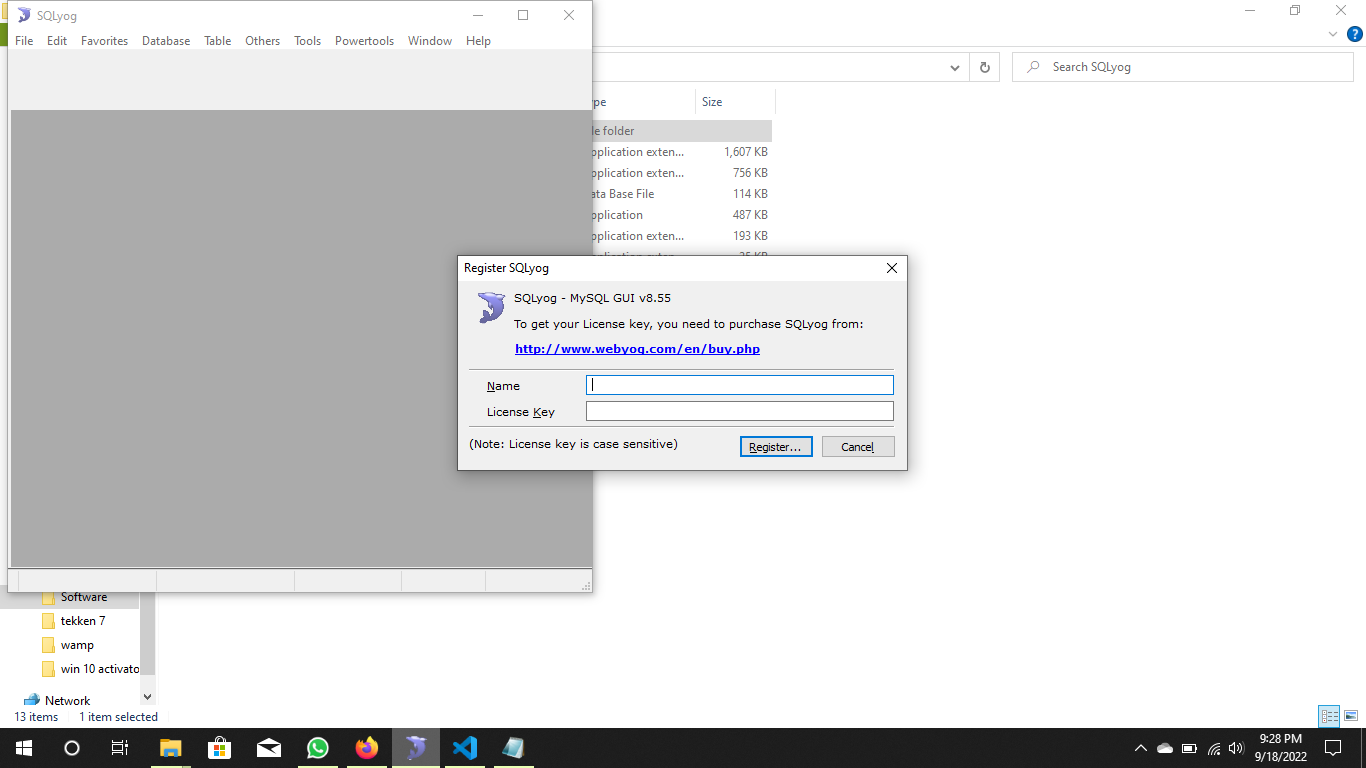 SQLyog
File Edit Favorites Database Table Others Tools Powertools Window Help
Search SQLyog
ype Size
le folder
pplication exten... 1,607 KB
pplication exten... 756 KB
ata Base File 114 KB
pplication 487 KB
pplication exten... 193 KB
Register SQLyog
SQLyog - MySQL GUI v8.55
To get your License key, you need to purchase SQLyog from:
http://www.webyog.com/en/buy.php
Name
License Key
(Note: License key is case sensitive)
Register...
Cancel
Software
tekken 7
wamp
win 10 activato
Network
13 items 1 item selected
9:28 PM
9/18/2022